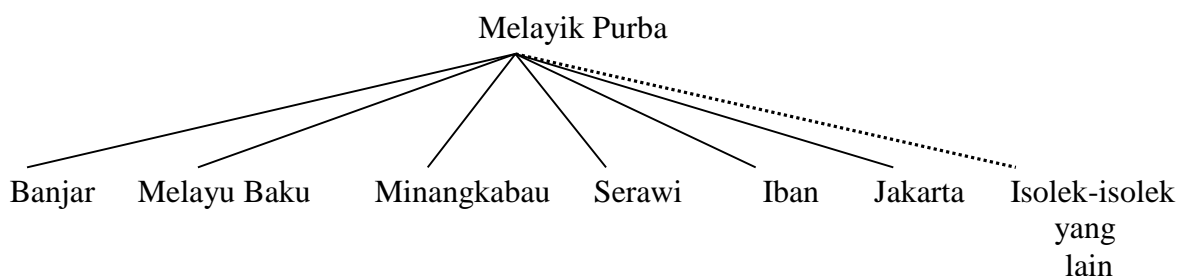 Melayik Purba
Banjar Melayu Baku Minangkabau Serawi Iban Jakarta Isolek-isolek
yang
lain